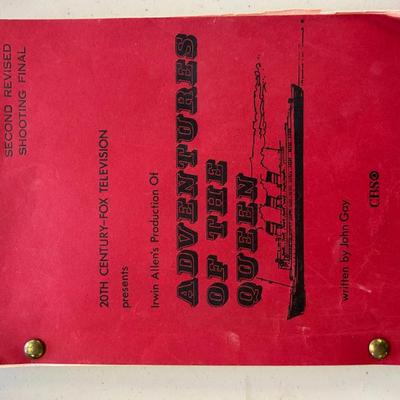 SECOND REVISED
SHOOTING FINAL
20TH CENTURY-FOX TELEVISION
presents
Irwin Allen's Production Of
ADVENTURES
OF THE
QUEEN
written by John Gay
CBS